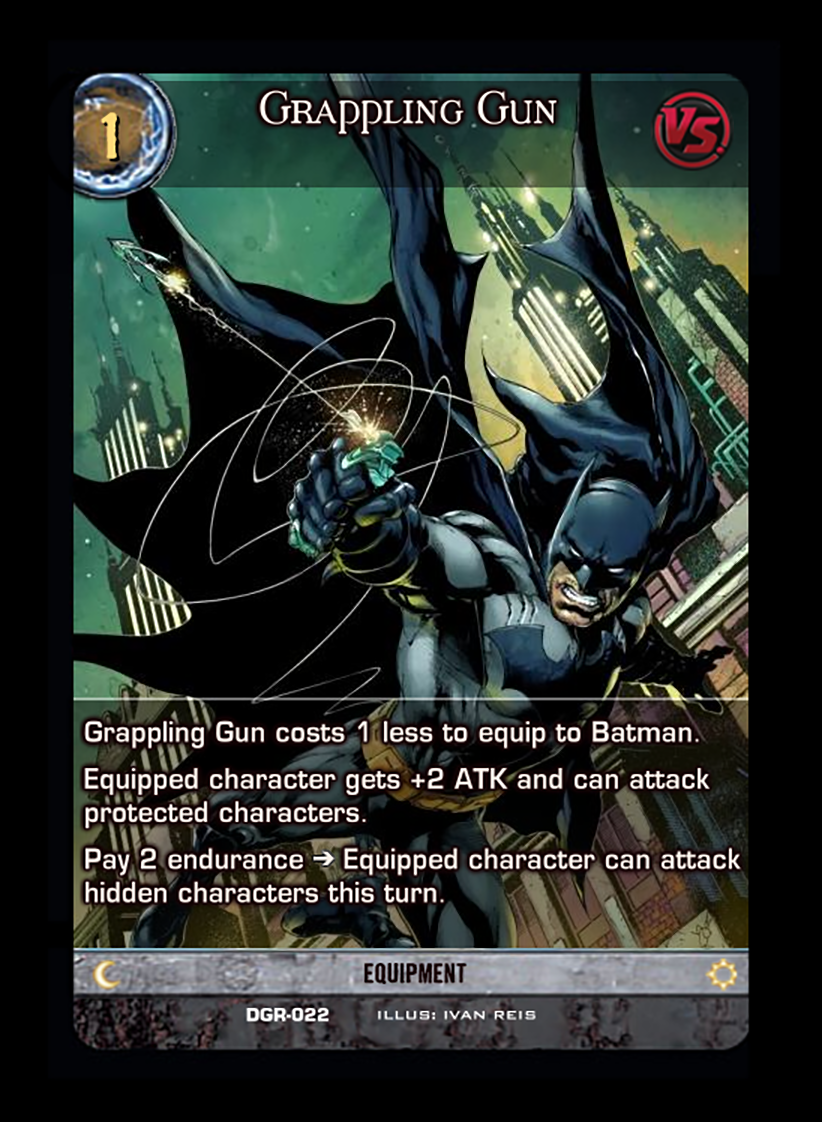 1
Grappling Gun
VS.
Grappling Gun costs 1 less to equip to Batman.
Equipped character gets +2 ATK and can attack
protected characters.
Pay 2 endurance ➔ Equipped character can attack
hidden characters this turn.
EQUIPMENT
DGR-022 ILLUS: IVAN REIS